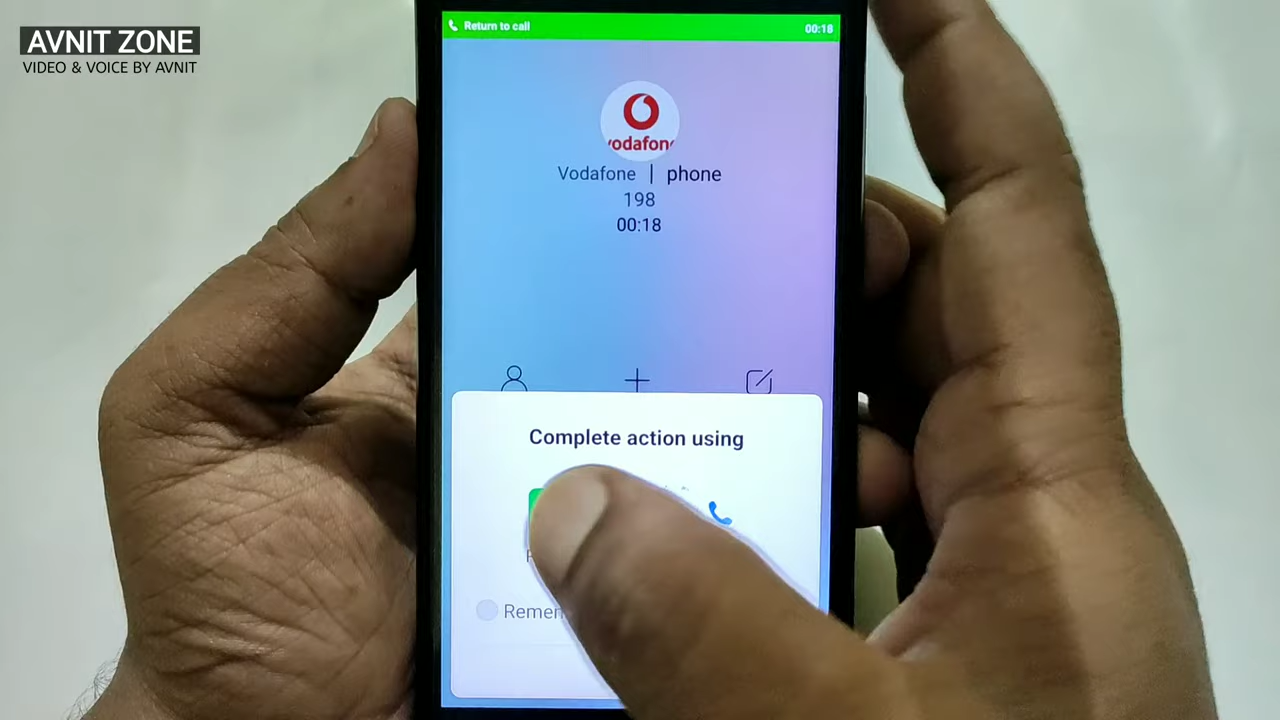 AVNIT ZONE
VIDEO & VOICE BY AVNIT
Return to call 00:18
vodafone
Vodafone | phone
198
00:18
Complete action using